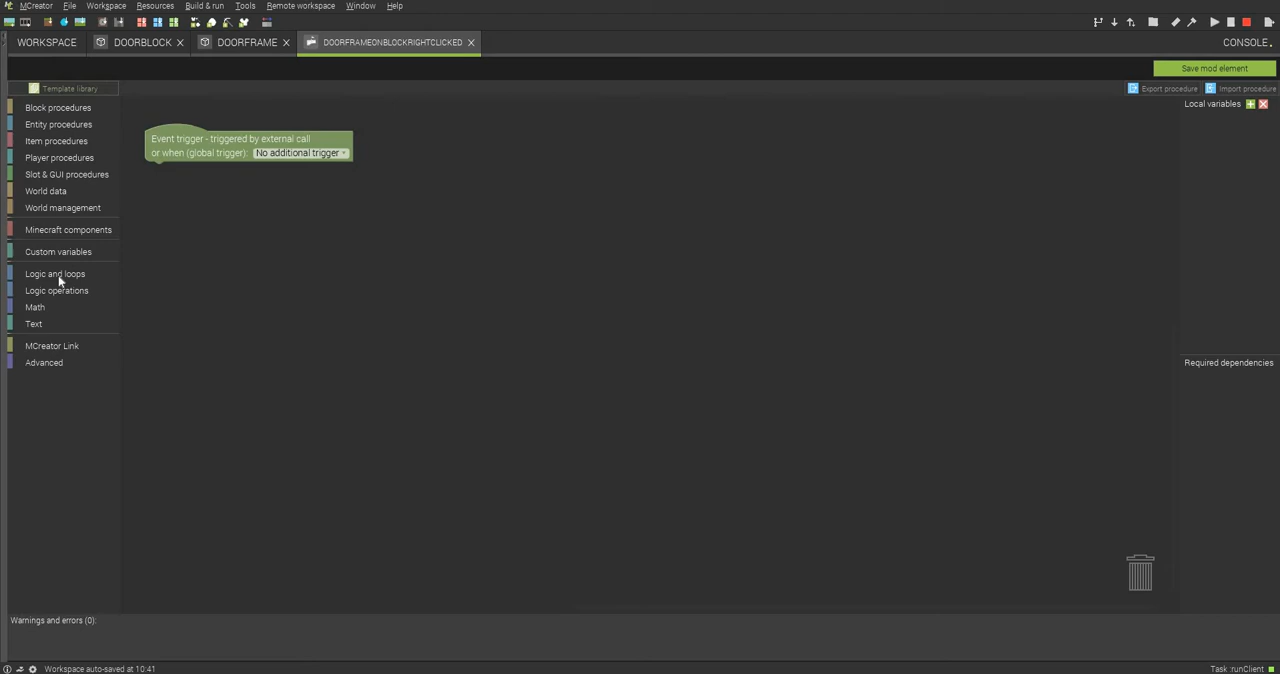 MCreator File Workspace Resources Build & run Tools Remote workspace Window Help
WORKSPACE DOORBLOCK DOORFRAME DOORFRAMEONBLOCKRIGHTCLICKED CONSOLE
Save mod element
Template library Export procedure Import procedure
Block procedures Local variables
Entity procedures
Item procedures
Player procedures
Slot & GUI procedures
World data
World management
Minecraft components
Custom variables
Logic and loops
Logic operations
Math
Text
MCreator Link
Advanced
Event trigger - triggered by external call
or when (global trigger): No additional trigger
Required dependencies
Warnings and errors (0):
Workspace auto-saved at 10:41 Task :runClient